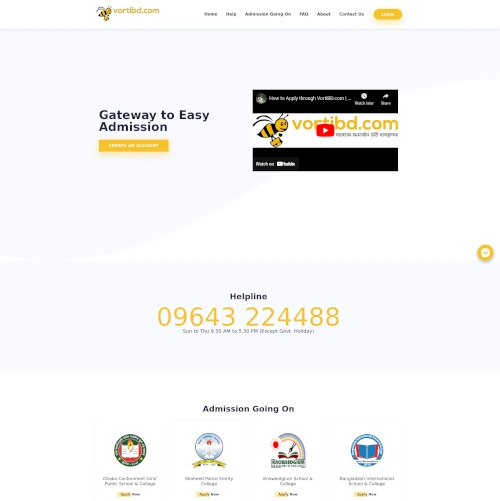 vortibd.com
Home Help Admission Going On FAQ About Contact Us
How to Apply through VortiBD.com | ...
Watch later Share
vortibd.com
Gateway to Easy
Admission
CREATE AN ACCOUNT
Watch on YouTube
Helpline
09643 224488
Sun to Thu 9.30 AM to 5.30 PM (Except Govt. Holiday)
Admission Going On
Dhaka Cantonment Girls'
Public School & College
Shaheed Police Smrity
College
Knowledgium School &
College
Bangladesh International
School & College
Apply Now
Apply Now
Apply Now
Apply Now